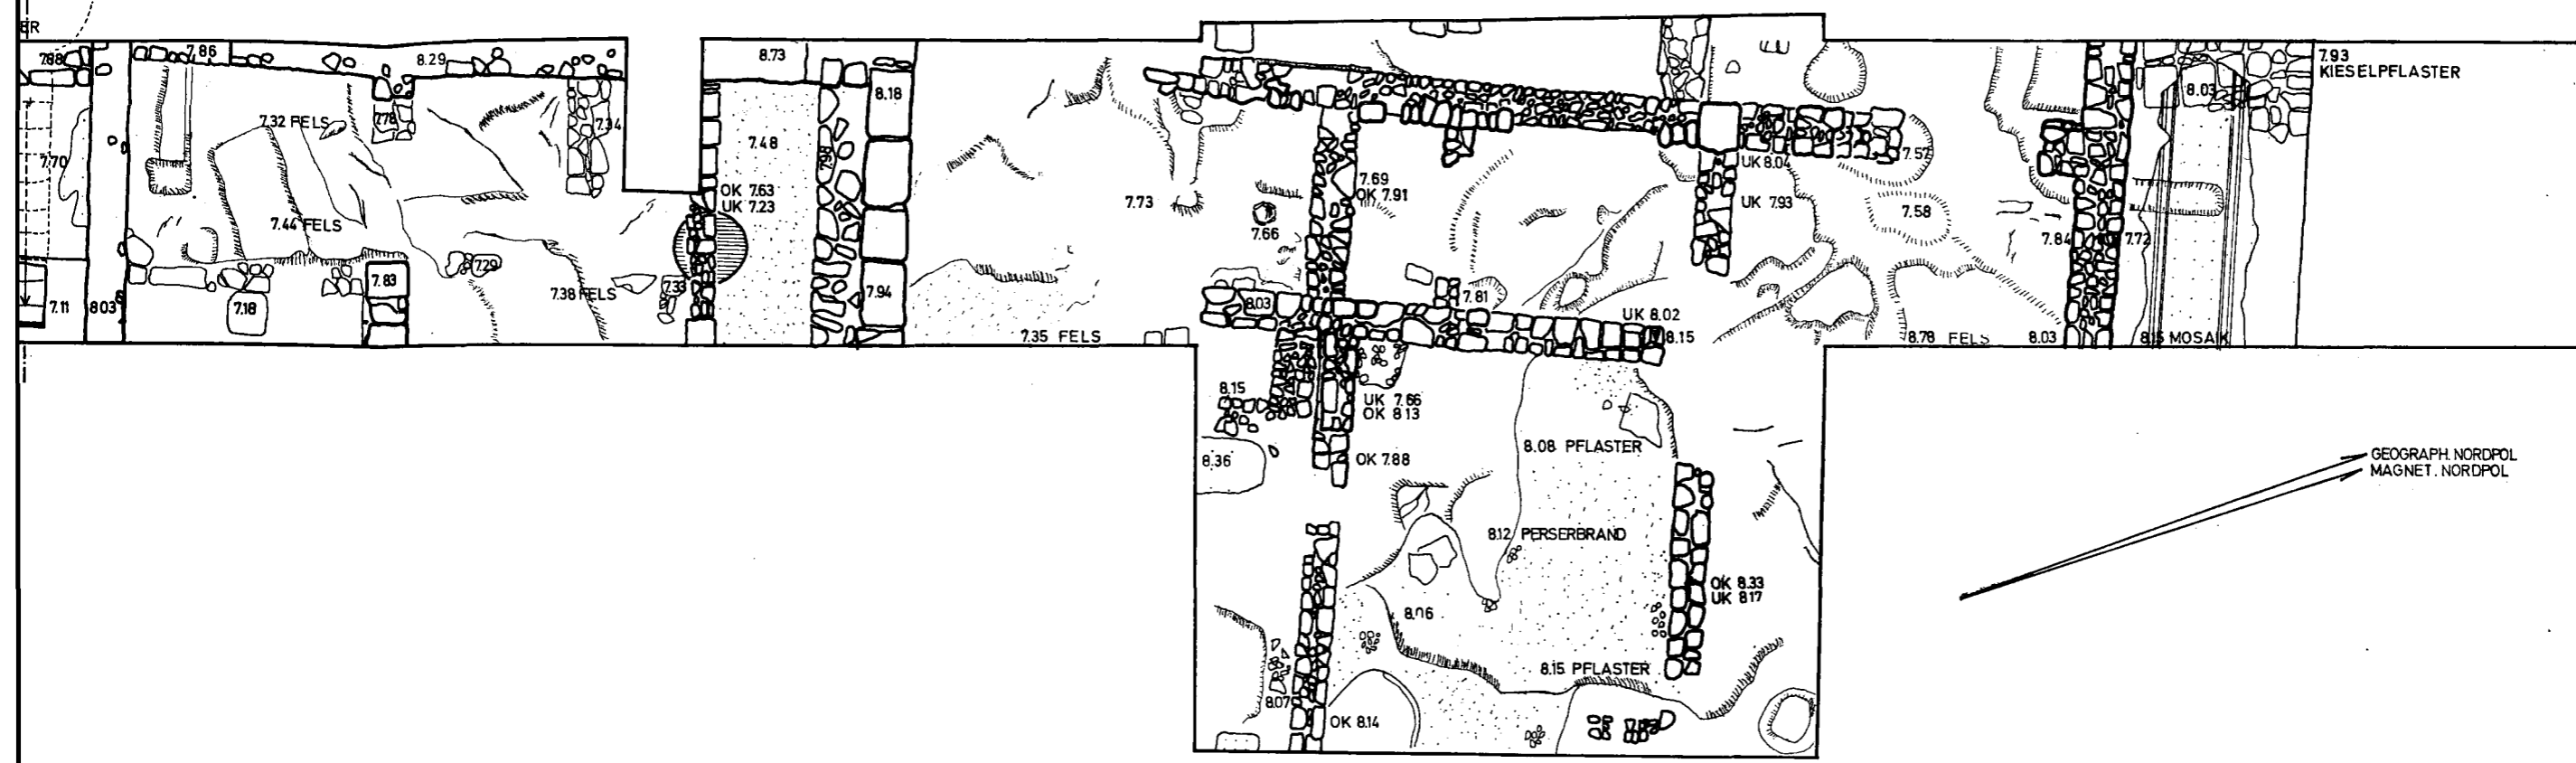 ER
7.88
7.86
8.29
8.73
8.18
7.93
KIESELPFLASTER
8.03
7.32 FELS
7.78
7.34
7.48
7.92
7.70
UK 8.04
7.57
OK 7.63
UK 7.23
7.73
7.69
OK 7.91
UK 7.93
7.58
7.44 FELS
7.66
7.84
7.72
7.29
7.83
7.38 FELS
7.33
7.94
8.03
7.81
7.11
8.03
7.18
UK 8.02
8.15
7.35 FELS
8.78 FELS
8.03
8.15 MOSAIK
8.15
UK 7.66
OK 8.13
8.36
OK 7.88
8.08 PFLASTER
GEOGRAPH. NORDPOL
MAGNET. NORDPOL
8.12 PERSERBRAND
OK 8.33
UK 8.17
8.06
8.15 PFLASTER
8.07
OK 8.14